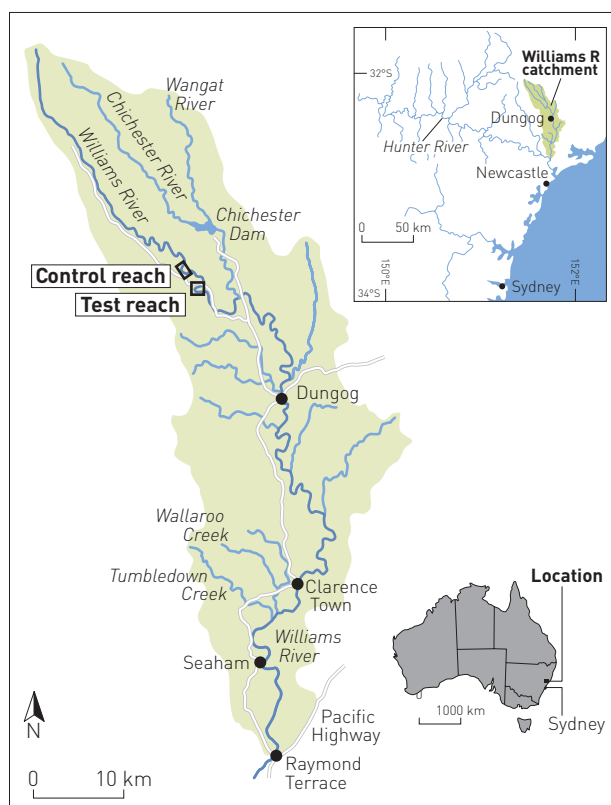 Wangat
River
Chichester River
Williams River
Chichester
Dam
Control reach
Test reach
Dungog
Wallaroo
Creek
Tumbledown
Creek
Clarence
Town
Williams
River
Seaham
Pacific
Highway
Raymond
Terrace
N
0 10 km
32°S
Williams R
catchment
Dungog
Hunter River
Newcastle
0 50 km
150°E
152°E
34°S
Sydney
Location
0
1000 km
Sydney